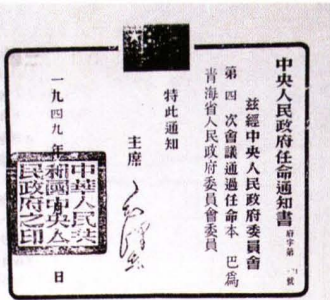 中央人民政府任命通知書
府字第 號
茲經中央人民政府委員會
第四次會議通過任命本 巴為
青海省人民政府委員會委員
特此通知
主席 毛澤東
一九四九年 日
中華人民共
和國中央人
民政府之印